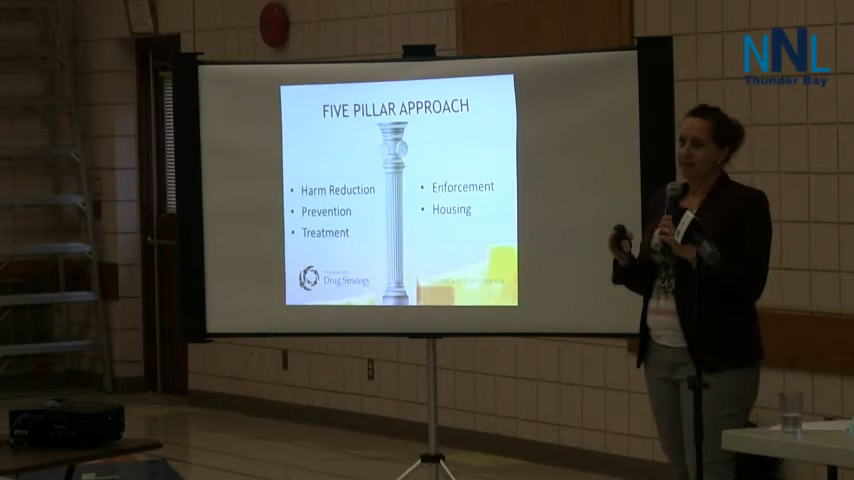 NNL
Thunder Bay
FIVE PILLAR APPROACH
• Harm Reduction
• Prevention
• Treatment
• Enforcement
• Housing
Drug Strategy